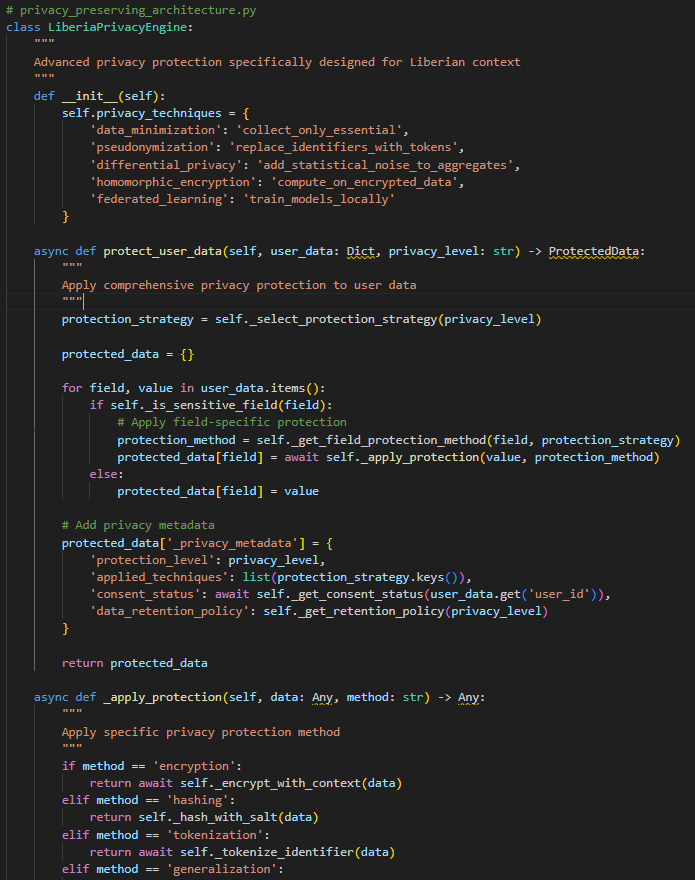 # privacy_preserving_architecture.py
class LiberiaPrivacyEngine:
    """
    Advanced privacy protection specifically designed for Liberian context
    """
    def __init__(self):
        self.privacy_techniques = {
            'data_minimization': 'collect_only_essential',
            'pseudonymization': 'replace_identifiers_with_tokens',
            'differential_privacy': 'add_statistical_noise_to_aggregates',
            'homomorphic_encryption': 'compute_on_encrypted_data',
            'federated_learning': 'train_models_locally'
        }

    async def protect_user_data(self, user_data: Dict, privacy_level: str) -> ProtectedData:
        """
        Apply comprehensive privacy protection to user data
        """
        protection_strategy = self._select_protection_strategy(privacy_level)

        protected_data = {}

        for field, value in user_data.items():
            if self._is_sensitive_field(field):
                # Apply field-specific protection
                protection_method = self._get_field_protection_method(field, protection_strategy)
                protected_data[field] = await self._apply_protection(value, protection_method)
            else:
                protected_data[field] = value

        # Add privacy metadata
        protected_data['_privacy_metadata'] = {
            'protection_level': privacy_level,
            'applied_techniques': list(protection_strategy.keys()),
            'consent_status': await self._get_consent_status(user_data.get('user_id')),
            'data_retention_policy': self._get_retention_policy(privacy_level)
        }

        return protected_data

    async def _apply_protection(self, data: Any, method: str) -> Any:
        """
        Apply specific privacy protection method
        """
        if method == 'encryption':
            return await self._encrypt_with_context(data)
        elif method == 'hashing':
            return self._hash_with_salt(data)
        elif method == 'tokenization':
            return await self._tokenize_identifier(data)
        elif method == 'generalization':